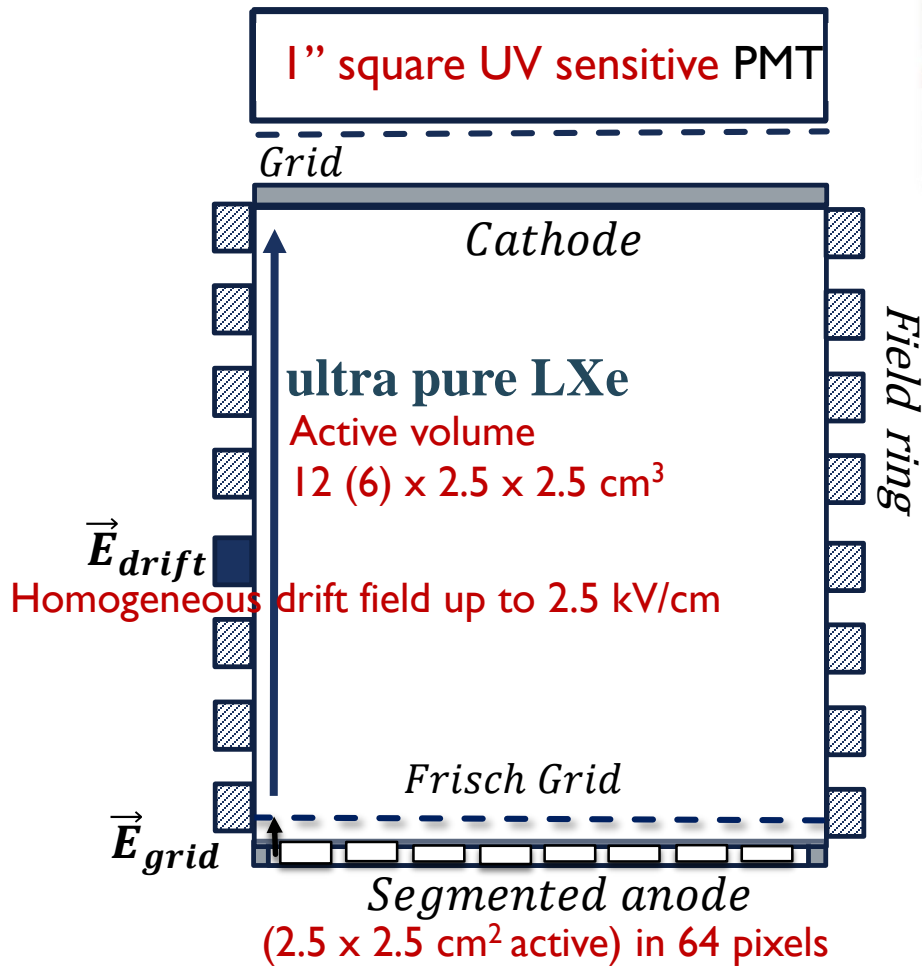 1” square UV sensitive PMT
Grid
Cathode
Field ring
ultra pure LXe
Active volume
12 (6) x 2.5 x 2.5 cm³
E⃗drift
Homogeneous drift field up to 2.5 kV/cm
Frisch Grid
E⃗grid
Segmented anode
(2.5 x 2.5 cm² active) in 64 pixels